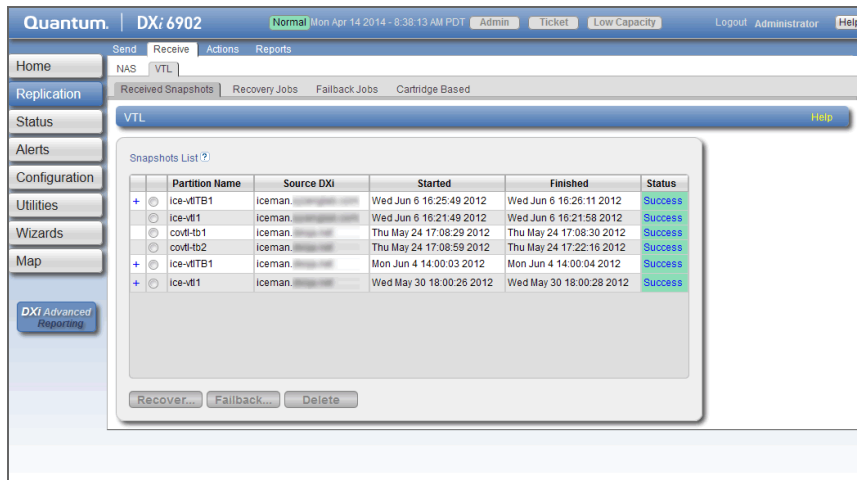 Quantum. DXi 6902 Normal Mon Apr 14 2014 - 8:38:13 AM PDT Admin Ticket Low Capacity Logout Administrator Help
Send Receive Actions Reports
Home
NAS VTL
Replication
Received Snapshots Recovery Jobs Failback Jobs Cartridge Based
Status
VTL Help
Alerts
Snapshots List ?
Configuration
Partition Name Source DXi Started Finished Status
Utilities
+ ice-vtlTB1 iceman. Wed Jun 6 16:25:49 2012 Wed Jun 6 16:26:11 2012 Success
ice-vtl1 iceman. Wed Jun 6 16:21:49 2012 Wed Jun 6 16:21:58 2012 Success
Wizards
covtl-tb1 iceman. Thu May 24 17:08:29 2012 Thu May 24 17:08:30 2012 Success
covtl-tb2 iceman. Thu May 24 17:08:59 2012 Thu May 24 17:22:16 2012 Success
Map
+ ice-vtlTB1 iceman. Mon Jun 4 14:00:03 2012 Mon Jun 4 14:00:04 2012 Success
+ ice-vtl1 iceman. Wed May 30 18:00:26 2012 Wed May 30 18:00:28 2012 Success
DXi Advanced
Reporting
Recover... Failback... Delete